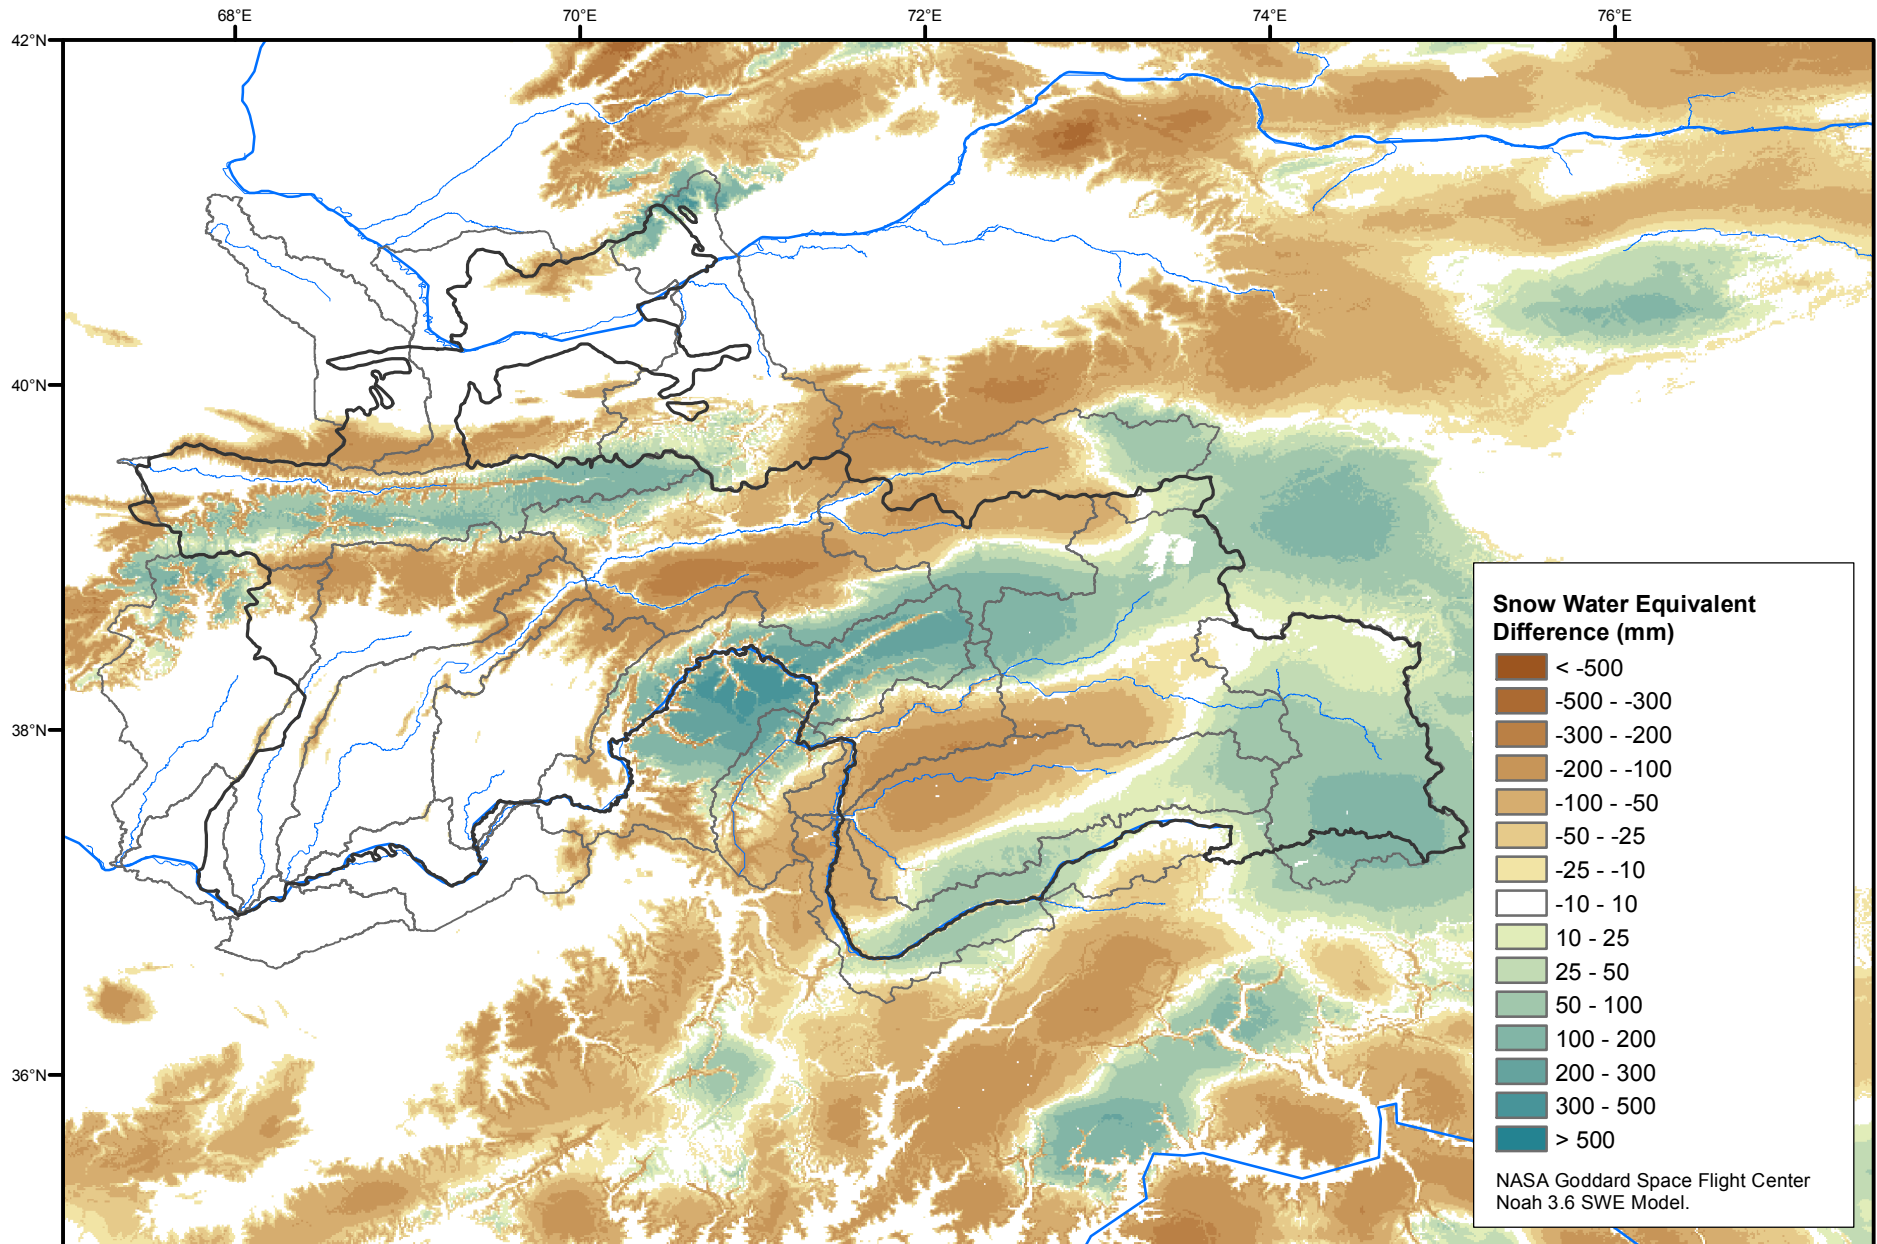 68°E 70°E 72°E 74°E 76°E
42°N
40°N
38°N
36°N
Snow Water Equivalent
Difference (mm)
< -500
-500 - -300
-300 - -200
-200 - -100
-100 - -50
-50 - -25
-25 - -10
-10 - 10
10 - 25
25 - 50
50 - 100
100 - 200
200 - 300
300 - 500
> 500
NASA Goddard Space Flight Center
Noah 3.6 SWE Model.